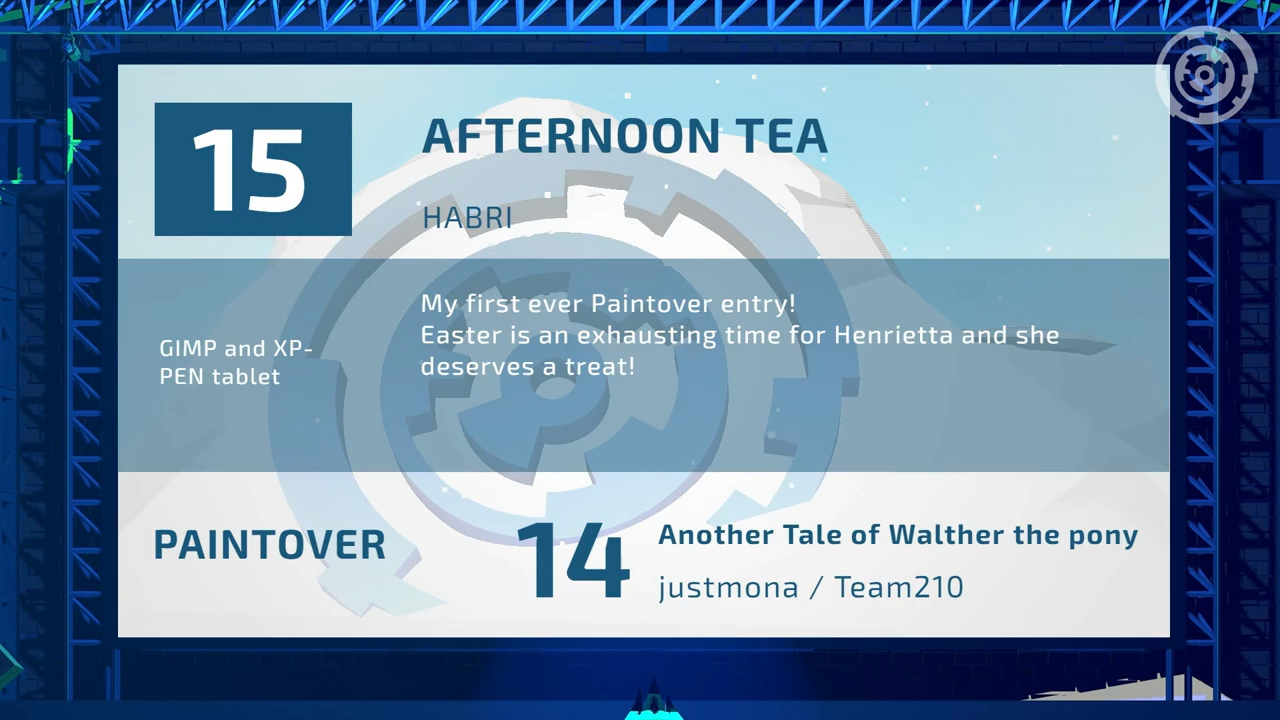 15
AFTERNOON TEA
HABRI
My first ever Paintover entry!
Easter is an exhausting time for Henrietta and she
deserves a treat!
GIMP and XP-
PEN tablet
PAINTOVER
14
Another Tale of Walther the pony
justmona / Team210